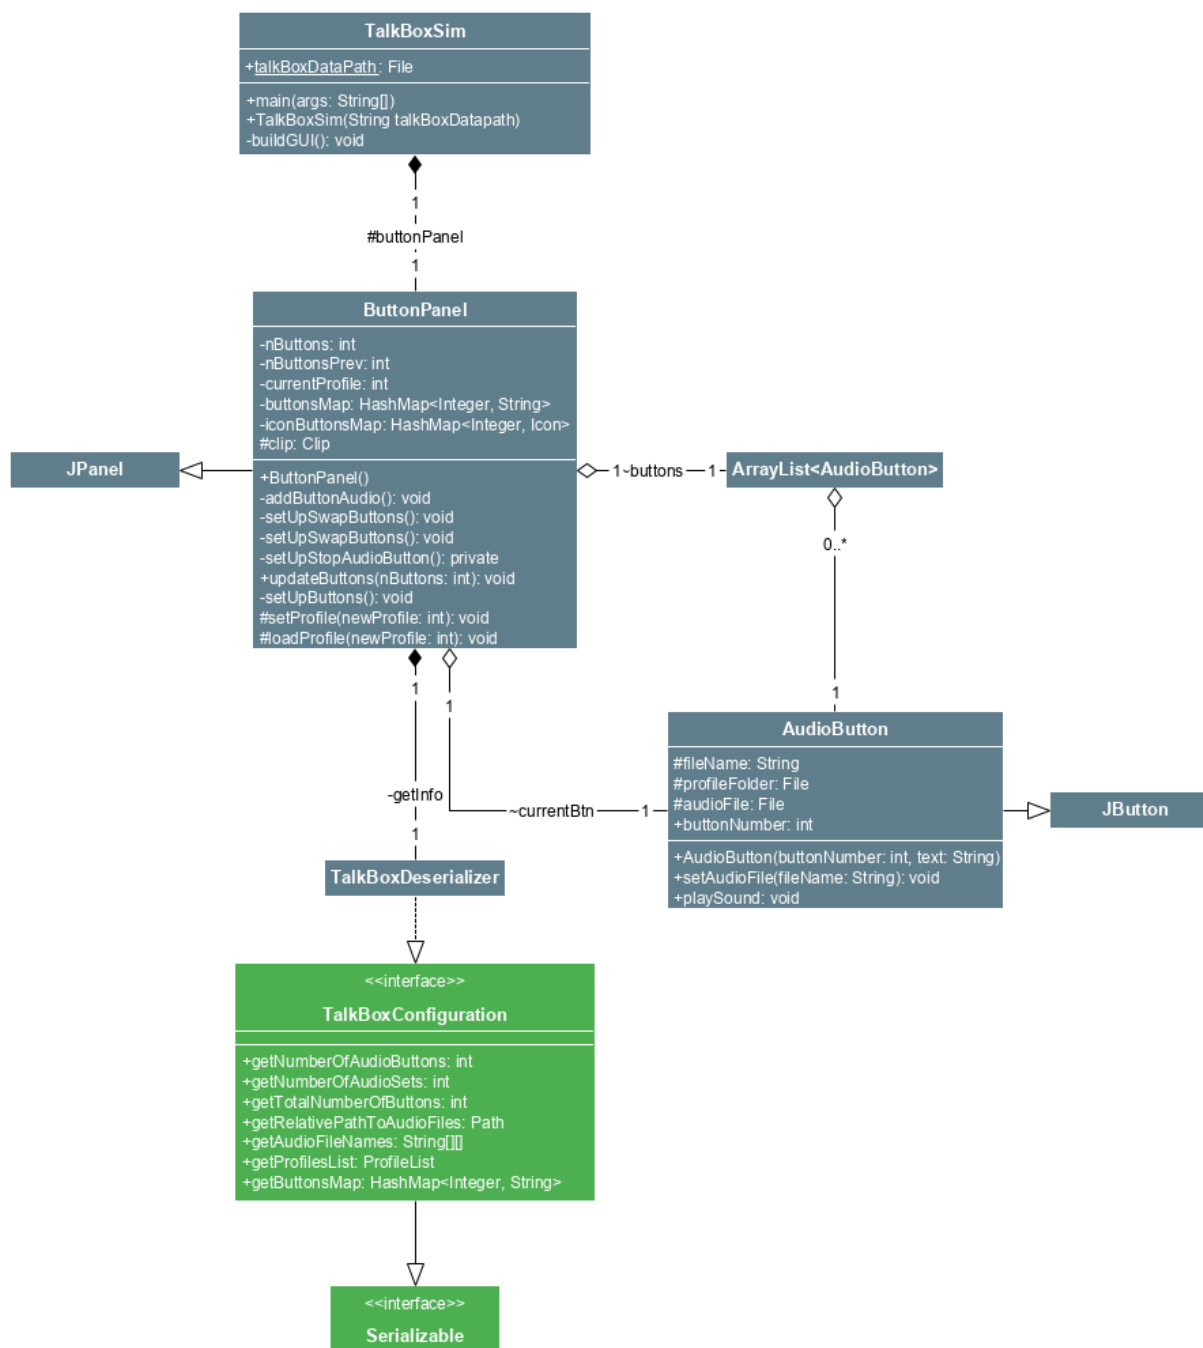 TalkBoxSim
+talkBoxDataPath: File
+main(args: String[])
+TalkBoxSim(String talkBoxDatapath)
-buildGUI(): void
1
#buttonPanel
1
ButtonPanel
-nButtons: int
-nButtonsPrev: int
-currentProfile: int
-buttonsMap: HashMap<Integer, String>
-iconButtonsMap: HashMap<Integer, Icon>
#clip: Clip
+ButtonPanel()
-addButtonAudio(): void
-setUpSwapButtons(): void
-setUpSwapButtons(): void
-setUpStopAudioButton(): private
+updateButtons(nButtons: int): void
-setUpButtons(): void
#setProfile(newProfile: int): void
#loadProfile(newProfile: int): void
JPanel
1 ~buttons 1
ArrayList<AudioButton>
0..*
1
1
1
-getInfo
1
~currentBtn 1
AudioButton
#fileName: String
#profileFolder: File
#audioFile: File
+buttonNumber: int
+AudioButton(buttonNumber: int, text: String)
+setAudioFile(fileName: String): void
+playSound: void
JButton
TalkBoxDeserializer
<<interface>>
TalkBoxConfiguration
+getNumberOfAudioButtons: int
+getNumberOfAudioSets: int
+getTotalNumberOfButtons: int
+getRelativePathToAudioFiles: Path
+getAudioFileNames: String[][]
+getProfilesList: ProfileList
+getButtonsMap: HashMap<Integer, String>
<<interface>>
Serializable